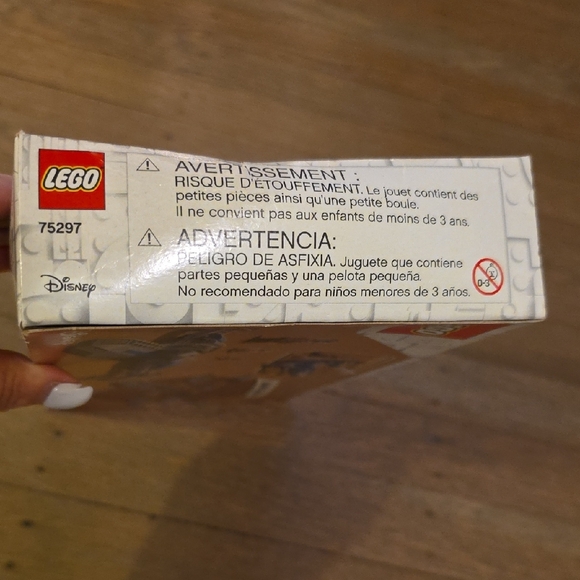 LEGO
75297
Disney
AVERTISSEMENT :
RISQUE D'ÉTOUFFEMENT. Le jouet contient des
petites pièces ainsi qu'une petite boule.
Il ne convient pas aux enfants de moins de 3 ans.
ADVERTENCIA:
PELIGRO DE ASFIXIA. Juguete que contiene
partes pequeñas y una pelota pequeña.
No recomendado para niños menores de 3 años.
0-3
LEGO